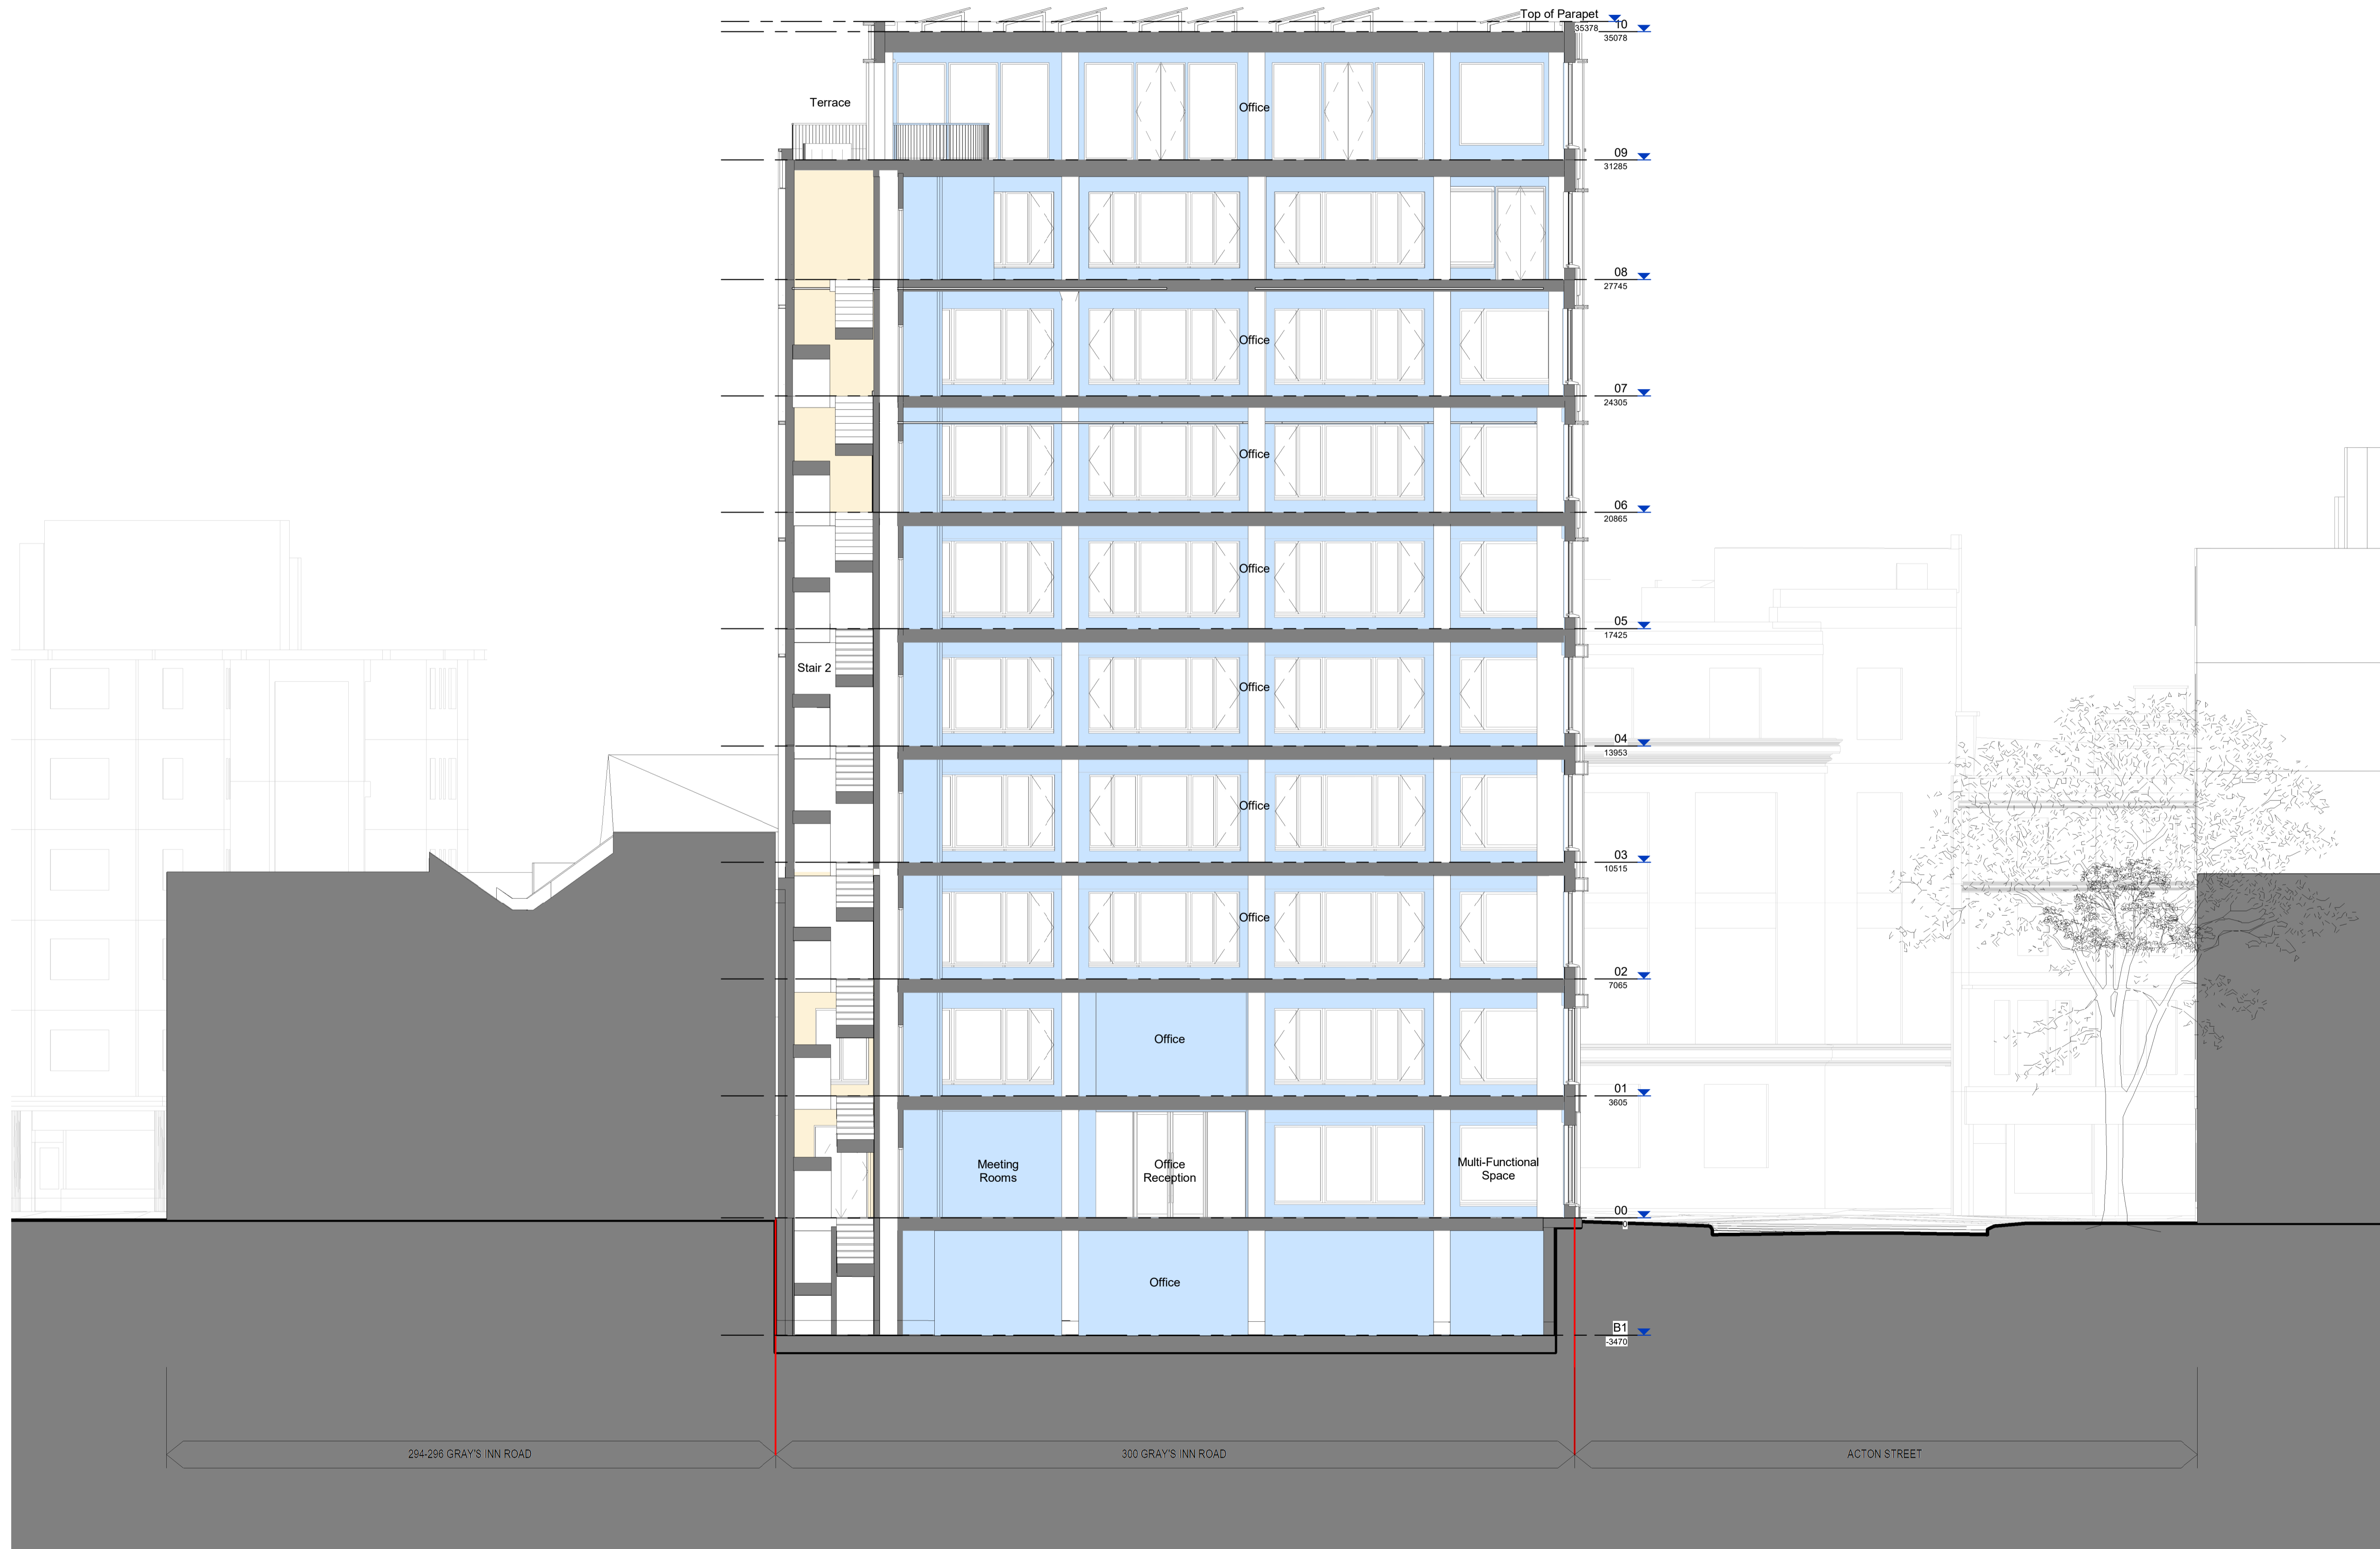 Top of Parapet
35378
10
35078
Terrace
Office
09
31285
08
27745
Office
07
24305
Office
06
20865
Office
05
17425
Stair 2
Office
04
13953
Office
03
10515
Office
02
7065
Office
01
3605
Meeting
Rooms
Office
Reception
Multi-Functional
Space
00
0
Office
B1
-3470
294-296 GRAY'S INN ROAD
300 GRAY'S INN ROAD
ACTON STREET